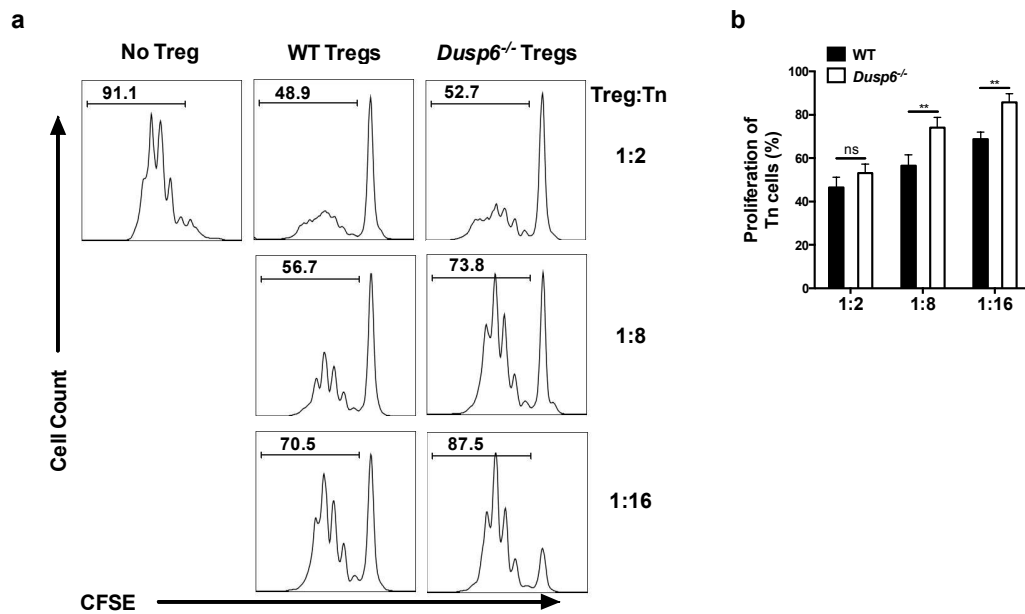 a
No Treg
WT Tregs
Dusp6-/- Tregs
Treg:Tn
91.1
48.9
52.7
1:2
56.7
73.8
1:8
70.5
87.5
1:16
Cell Count
CFSE
b
WT
Dusp6-/-
Proliferation of
Tn cells (%)
100
80
60
40
20
0
ns
**
**
1:2 1:8 1:16